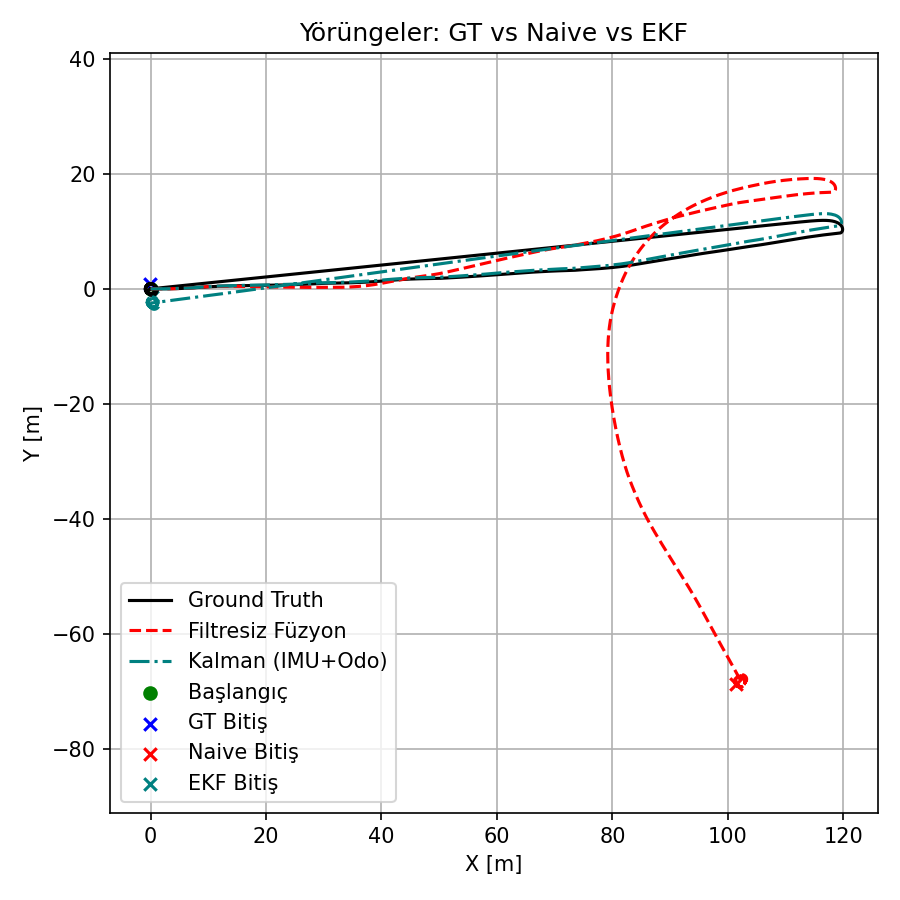 Yörüngeler: GT vs Naive vs EKF
40
20
0
−20
−40
−60
−80
Y [m]
Ground Truth
Filtresiz Füzyon
Kalman (IMU+Odo)
Başlangıç
GT Bitiş
Naive Bitiş
EKF Bitiş
0 20 40 60 80 100 120
X [m]